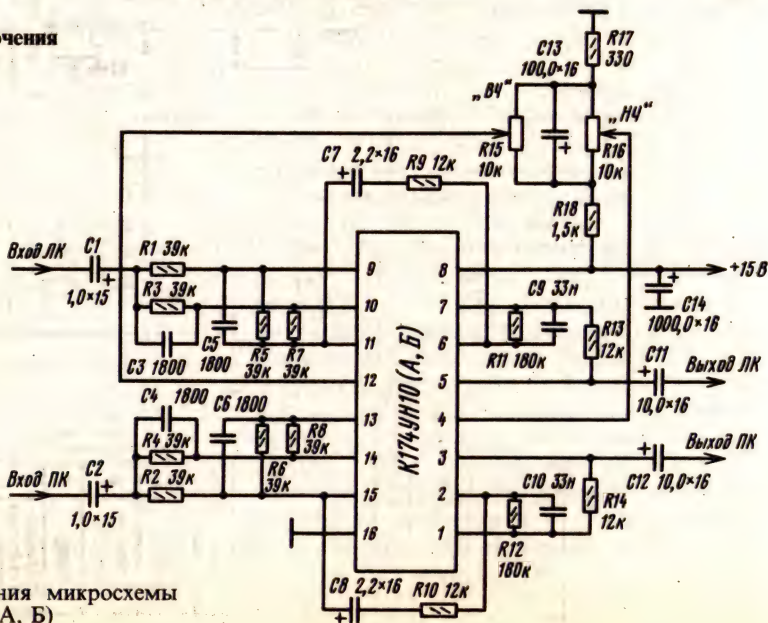 чения
C13
100,0×16
R17
330
„ВЧ“
„НЧ“
R15
10к
R16
10к
C7 2,2×16
R9 12к
R18
1,5к
Вход ЛК
C1
1,0×15
R1 39к
R3 39к
C3 1800
C5
1800
R5
39к
R7
39к
9
10
11
12
13
14
15
16
К174УН10 (А, Б)
8
7
6
5
4
3
2
1
+15В
C14
1000,0×16
C9 33н
R11 180к
R13
12к
C11
10,0×16
Выход ЛК
C4
1800
R4 39к
R2 39к
C6 1800
R8
39к
R6
39к
Вход ПК
C2
1,0×15
Выход ПК
C12 10,0×16
C10 33н
R14
12к
R12
180к
C8 2,2×16
R10 12к
ния микросхемы
А, Б)